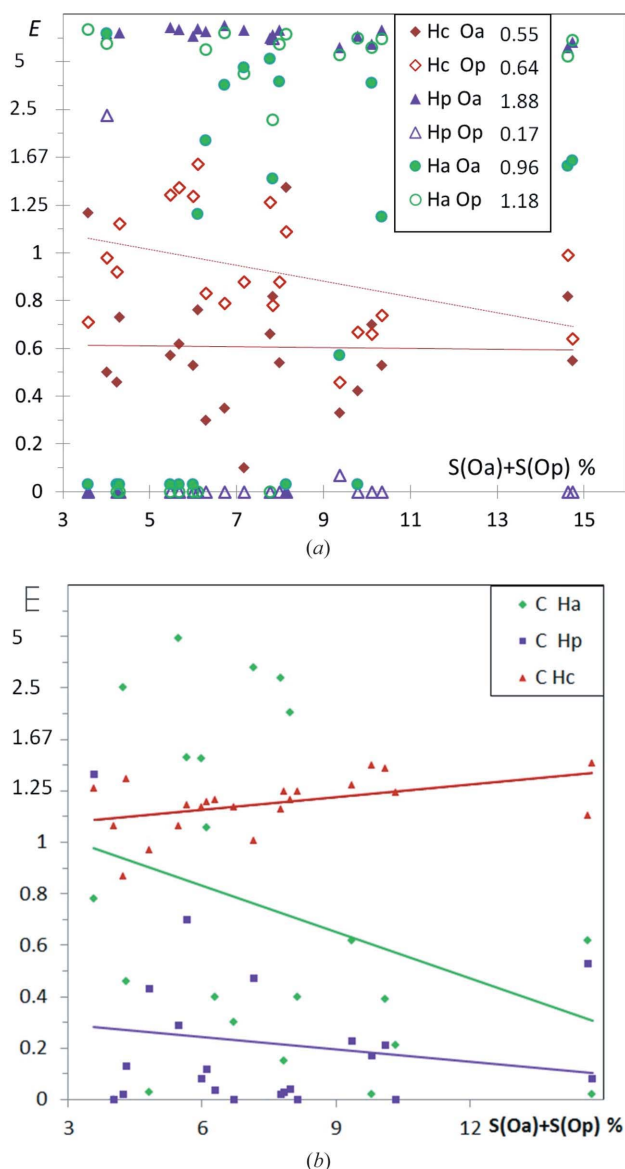 E
5
2.5
1.67
1.25
1
0.8
0.6
0.4
0.2
0
Hc Oa 0.55
Hc Op 0.64
Hp Oa 1.88
Hp Op 0.17
Ha Oa 0.96
Ha Op 1.18
S(Oa)+S(Op) %
3 5 7 9 11 13 15
(a)
E
5
2.5
1.67
1.25
1
0.8
0.6
0.4
0.2
0
C Ha
C Hp
C Hc
3 6 9 12 S(Oa)+S(Op) %
(b)